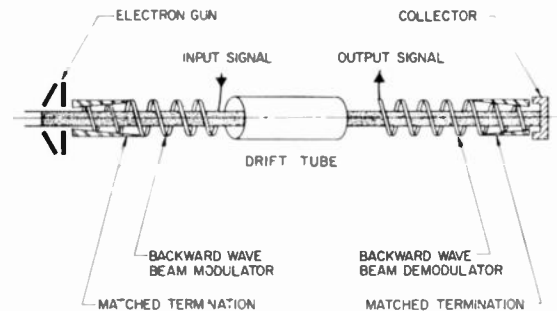 ELECTRON GUN
COLLECTOR
INPUT SIGNAL
OUTPUT SIGNAL
DRIFT TUBE
BACKWARD WAVE
BEAM MODULATOR
BACKWARD WAVE
BEAM DEMODULATOR
MATCHED TERMINATION
MATCHED TERMINATION